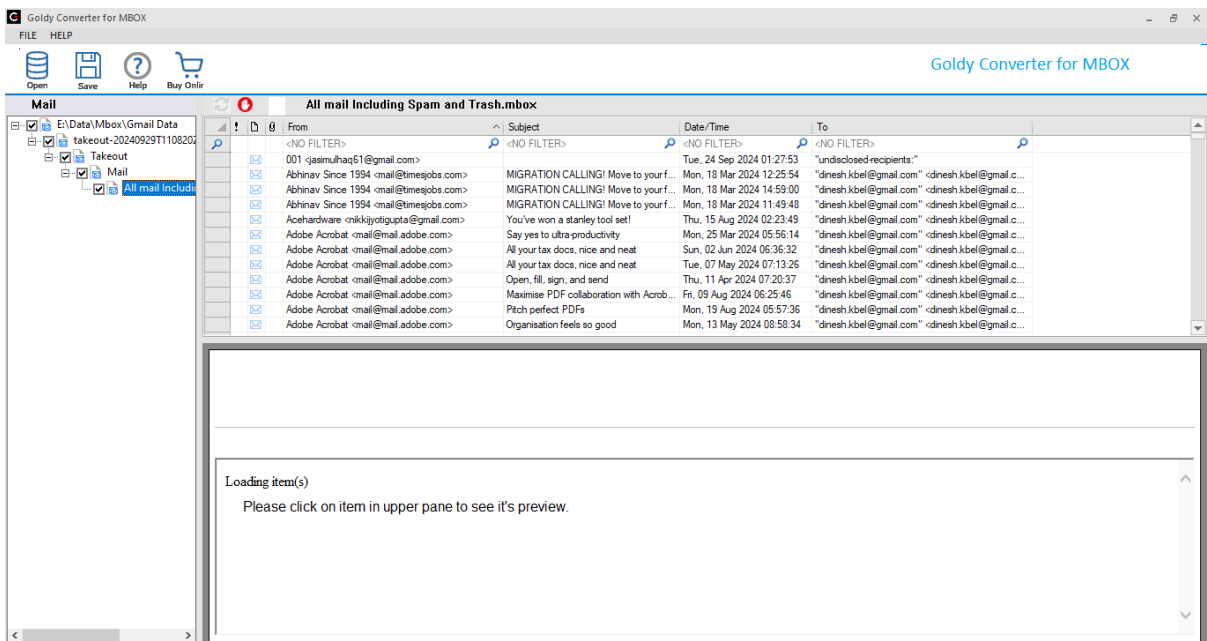 Goldy Converter for MBOX
FILE HELP
Open Save Help Buy Onlir
Goldy Converter for MBOX
Mail
All mail Including Spam and Trash.mbox
E:\Data\Mbox\Gmail Data
takeout-20240929T110820
Takeout
Mail
All mail Includin
! From Subject Date/Time To
<NO FILTER> <NO FILTER> <NO FILTER> <NO FILTER>
001 <jasimulhaq61@gmail.com> Tue, 24 Sep 2024 01:27:53 "undisclosed-recipients:"
Abhinav Since 1994 <mail@timesjobs.com> MIGRATION CALLING! Move to your f... Mon, 18 Mar 2024 12:25:54 "dinesh.kbel@gmail.com" <dinesh.kbel@gmail.c...
Abhinav Since 1994 <mail@timesjobs.com> MIGRATION CALLING! Move to your f... Mon, 18 Mar 2024 14:59:00 "dinesh.kbel@gmail.com" <dinesh.kbel@gmail.c...
Abhinav Since 1994 <mail@timesjobs.com> MIGRATION CALLING! Move to your f... Mon, 18 Mar 2024 11:49:48 "dinesh.kbel@gmail.com" <dinesh.kbel@gmail.c...
Acehardware <nikkijyotigupta@gmail.com> You've won a stanley tool set! Thu, 15 Aug 2024 02:23:49 "dinesh.kbel@gmail.com" <dinesh.kbel@gmail.c...
Adobe Acrobat <mail@mail.adobe.com> Say yes to ultra-productivity Mon, 25 Mar 2024 05:56:14 "dinesh.kbel@gmail.com" <dinesh.kbel@gmail.c...
Adobe Acrobat <mail@mail.adobe.com> All your tax docs, nice and neat Sun, 02 Jun 2024 06:36:32 "dinesh.kbel@gmail.com" <dinesh.kbel@gmail.c...
Adobe Acrobat <mail@mail.adobe.com> All your tax docs, nice and neat Tue, 07 May 2024 07:13:26 "dinesh.kbel@gmail.com" <dinesh.kbel@gmail.c...
Adobe Acrobat <mail@mail.adobe.com> Open, fill, sign, and send Thu, 11 Apr 2024 07:20:37 "dinesh.kbel@gmail.com" <dinesh.kbel@gmail.c...
Adobe Acrobat <mail@mail.adobe.com> Maximise PDF collaboration with Acrob... Fri, 09 Aug 2024 06:25:46 "dinesh.kbel@gmail.com" <dinesh.kbel@gmail.c...
Adobe Acrobat <mail@mail.adobe.com> Pitch perfect PDFs Mon, 19 Aug 2024 05:57:36 "dinesh.kbel@gmail.com" <dinesh.kbel@gmail.c...
Adobe Acrobat <mail@mail.adobe.com> Organisation feels so good Mon, 13 May 2024 08:58:34 "dinesh.kbel@gmail.com" <dinesh.kbel@gmail.c...
Loading item(s)
Please click on item in upper pane to see it's preview.